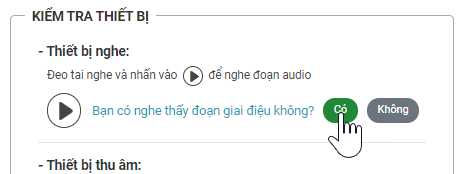 KIỂM TRA THIẾT BỊ
- Thiết bị nghe:
Đeo tai nghe và nhấn vào để nghe đoạn audio
Bạn có nghe thấy đoạn giai điệu không? Có Không
- Thiết bị thu âm: